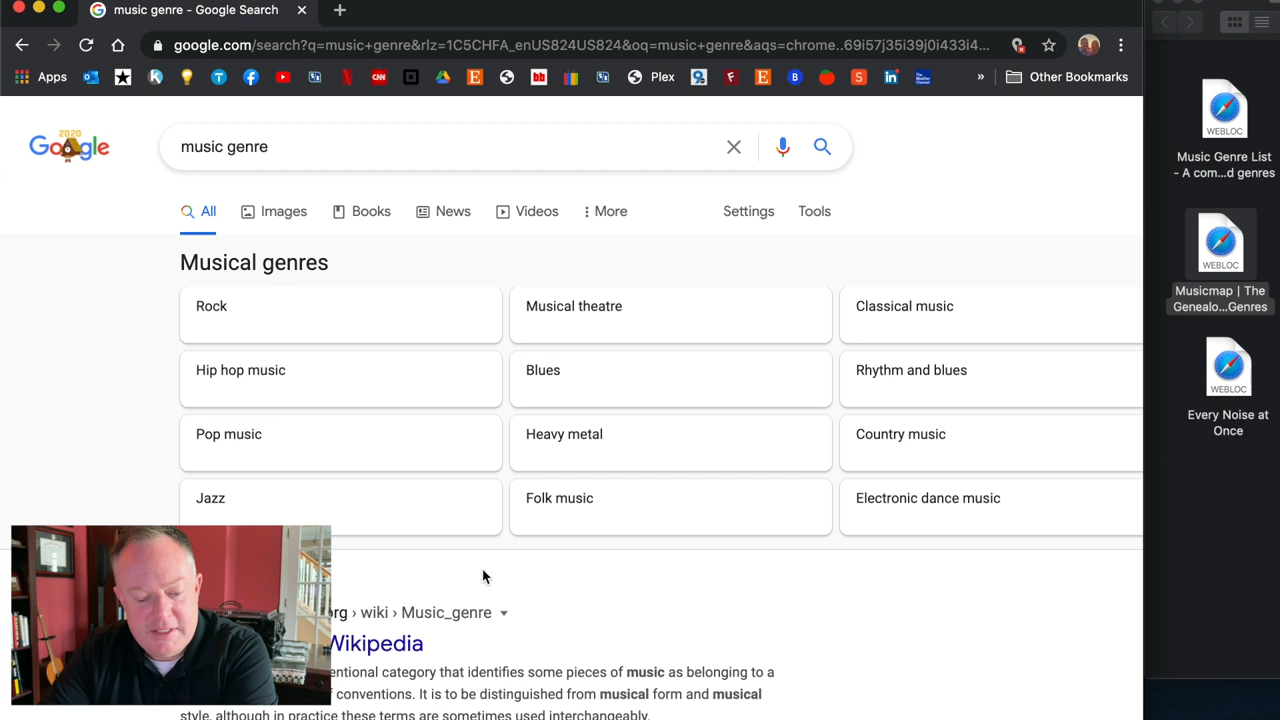 music genre - Google Search
google.com/search?q=music+genre&rlz=1C5CHFA_enUS824US824&oq=music+genre&aqs=chrome..69i57j35i39j0i433i4...
Apps
CNN
bb
Plex
Other Bookmarks
2020
Google
music genre
All
Images
Books
News
Videos
More
Settings
Tools
Musical genres
Rock
Musical theatre
Classical music
Hip hop music
Blues
Rhythm and blues
Pop music
Heavy metal
Country music
Jazz
Folk music
Electronic dance music
org › wiki › Music_genre
Wikipedia
entional category that identifies some pieces of music as belonging to a
f conventions. It is to be distinguished from musical form and musical
style, although in practice these terms are sometimes used interchangeably.
WEBLOC
Music Genre List
- A com...d genres
WEBLOC
Musicmap | The
Genealo...Genres
WEBLOC
Every Noise at
Once